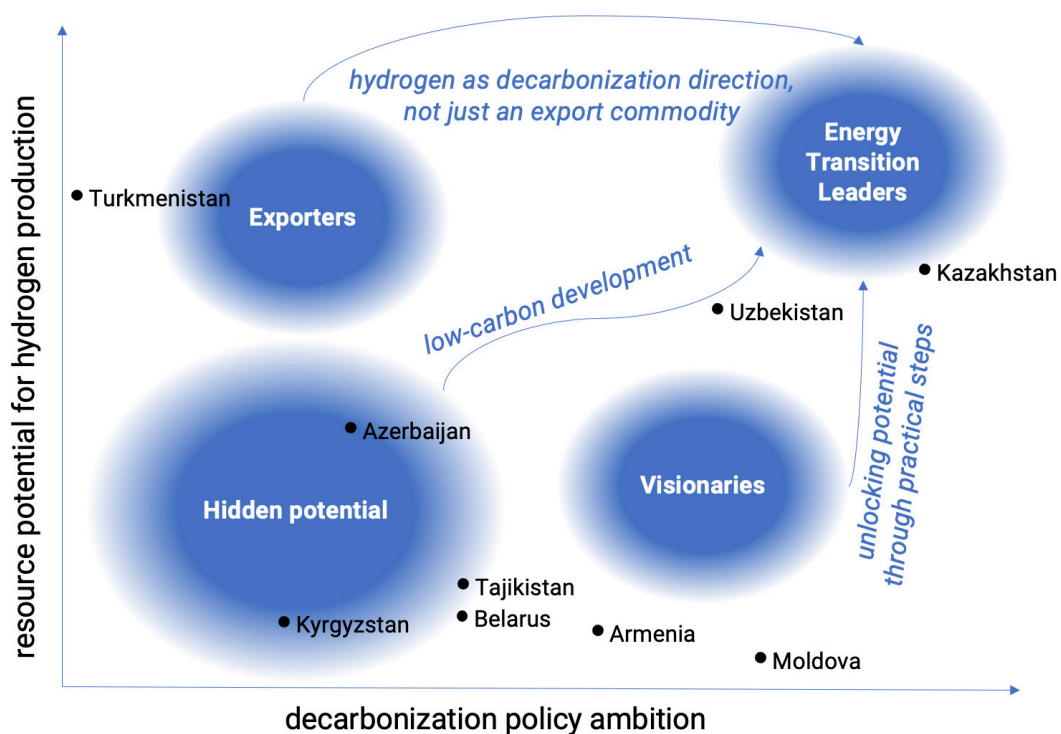 resource potential for hydrogen production
hydrogen as decarbonization direction,
not just an export commodity
Energy
Transition
Leaders
Turkmenistan
Exporters
Kazakhstan
low-carbon development
Uzbekistan
unlocking potential
through practical steps
Azerbaijan
Visionaries
Hidden potential
Tajikistan
Belarus
Kyrgyzstan
Armenia
Moldova
decarbonization policy ambition